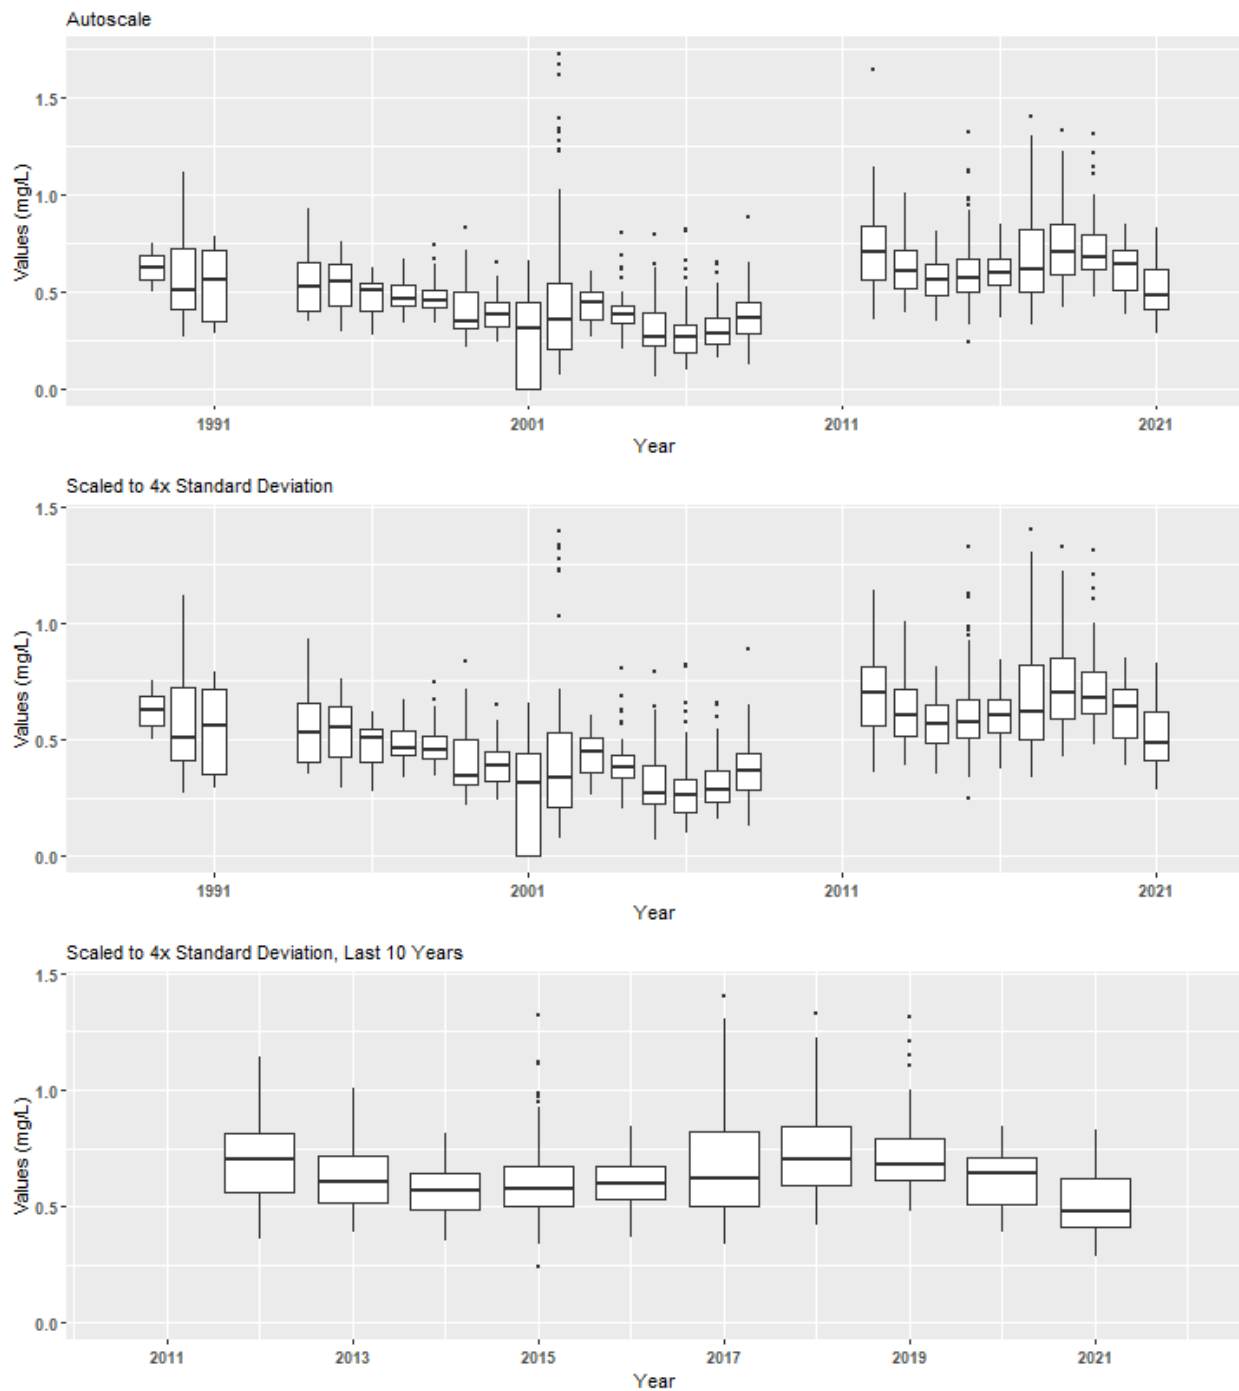 Autoscale
Values (mg/L)
1.5
1.0
0.5
0.0
1991 2001 2011 2021
Year
Scaled to 4x Standard Deviation
Values (mg/L)
1.5
1.0
0.5
0.0
1991 2001 2011 2021
Year
Scaled to 4x Standard Deviation, Last 10 Years
Values (mg/L)
1.5
1.0
0.5
0.0
2011 2013 2015 2017 2019 2021
Year